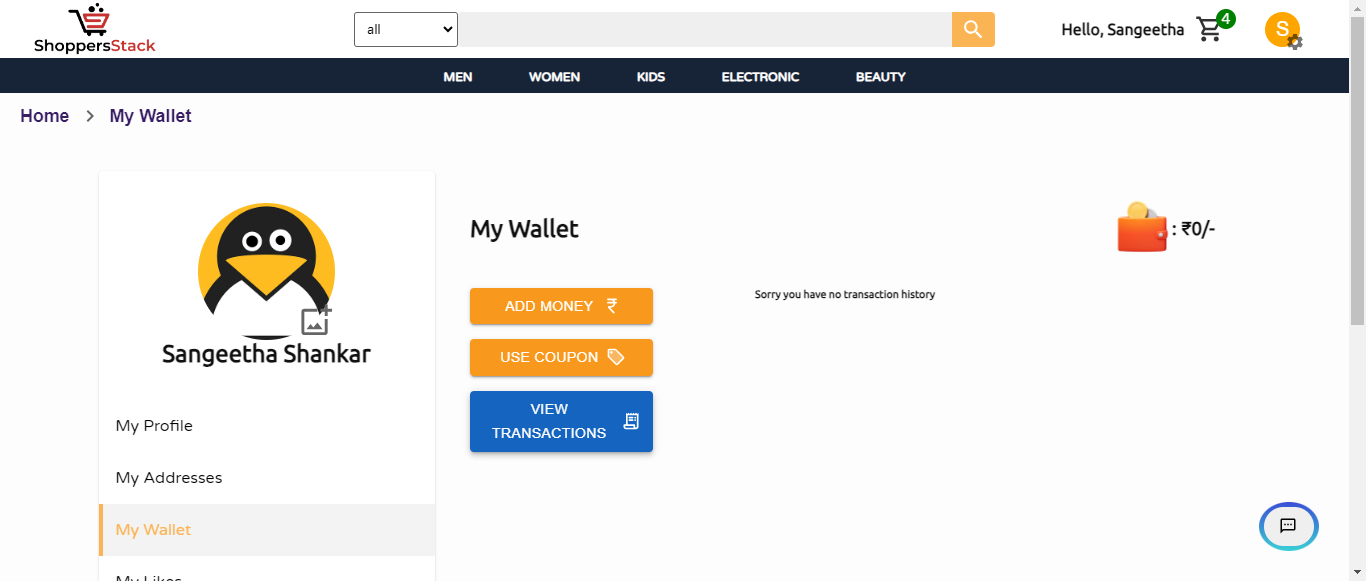 ShoppersStack
all
Hello, Sangeetha
4
S
MEN WOMEN KIDS ELECTRONIC BEAUTY
Home > My Wallet
Sangeetha Shankar
My Profile
My Addresses
My Wallet
My Likes
My Wallet
: ₹0/-
ADD MONEY ₹
USE COUPON
VIEW
TRANSACTIONS
Sorry you have no transaction history